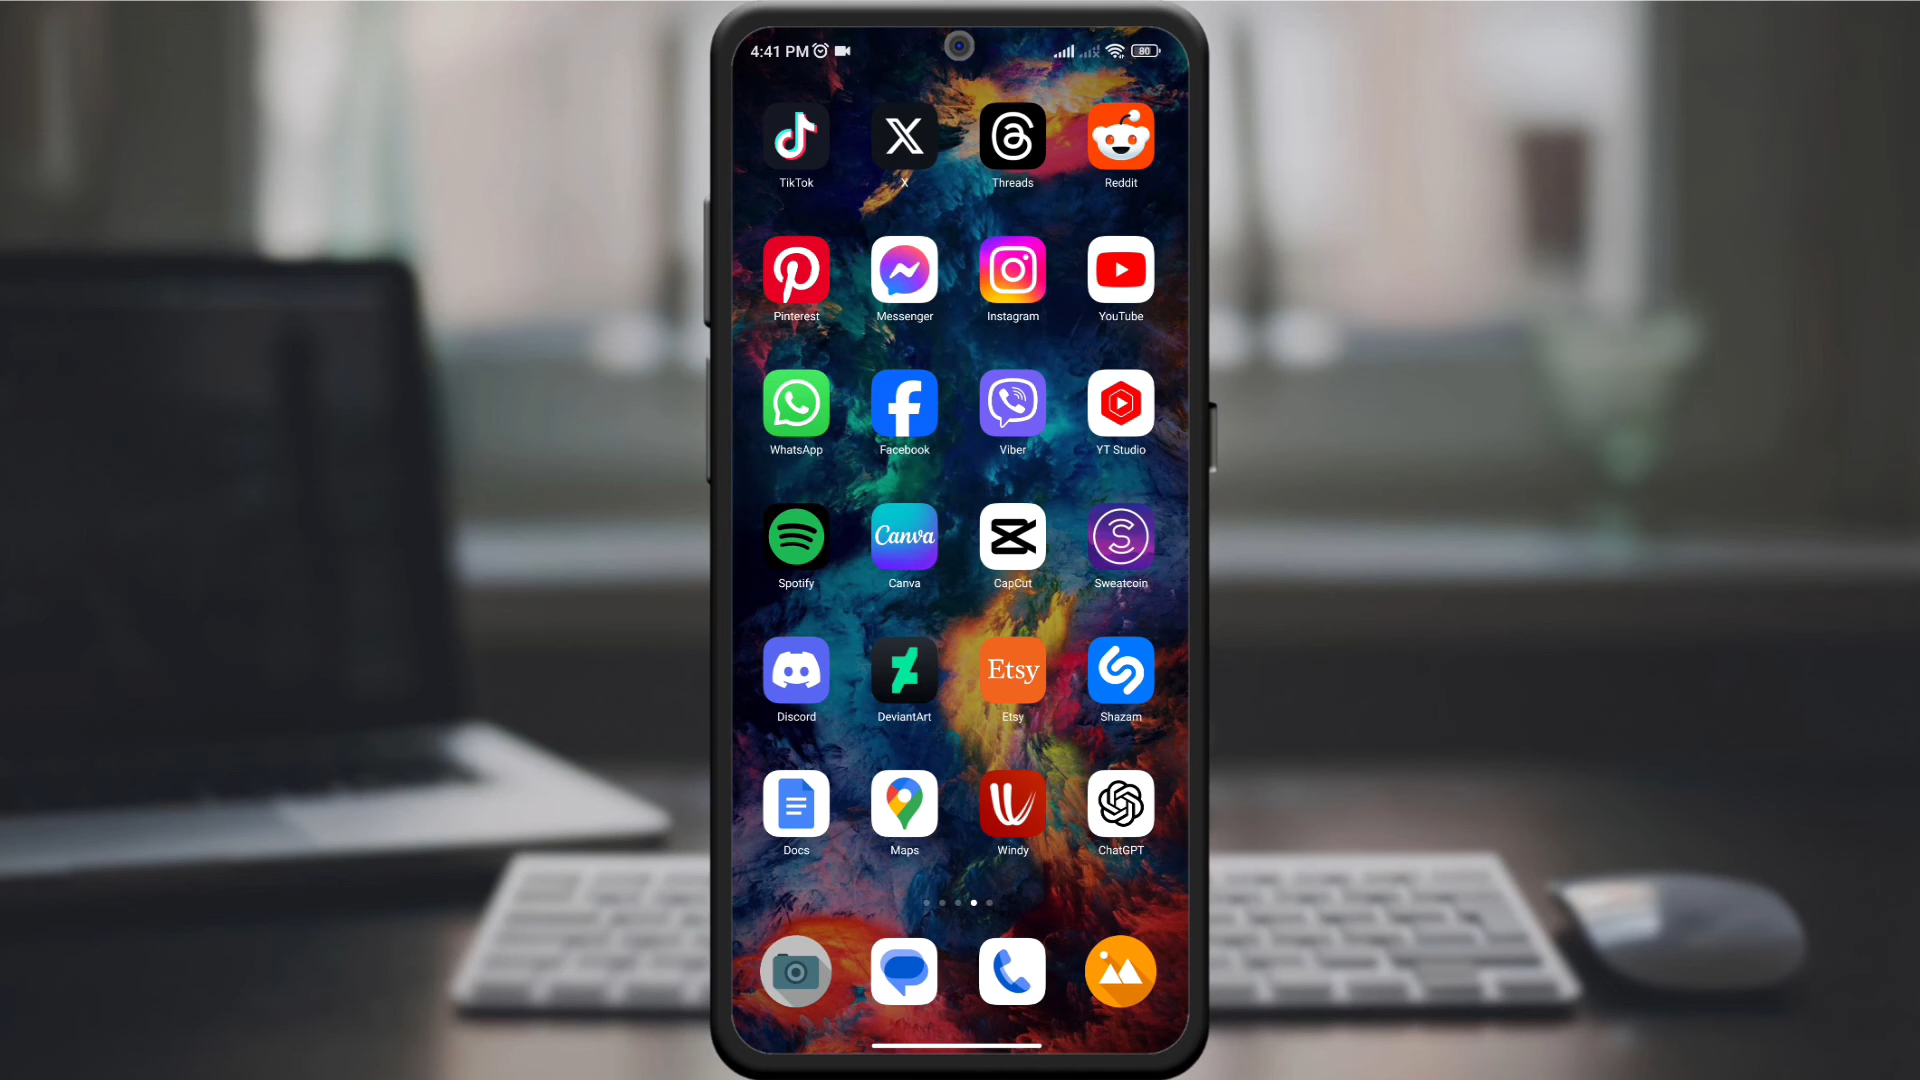 4:41 PM 80
TikTok X Threads Reddit
Pinterest Messenger Instagram YouTube
WhatsApp Facebook Viber YT Studio
Canva
Spotify Canva CapCut Sweatcoin
Etsy
Discord DeviantArt Etsy Shazam
Docs Maps Windy ChatGPT